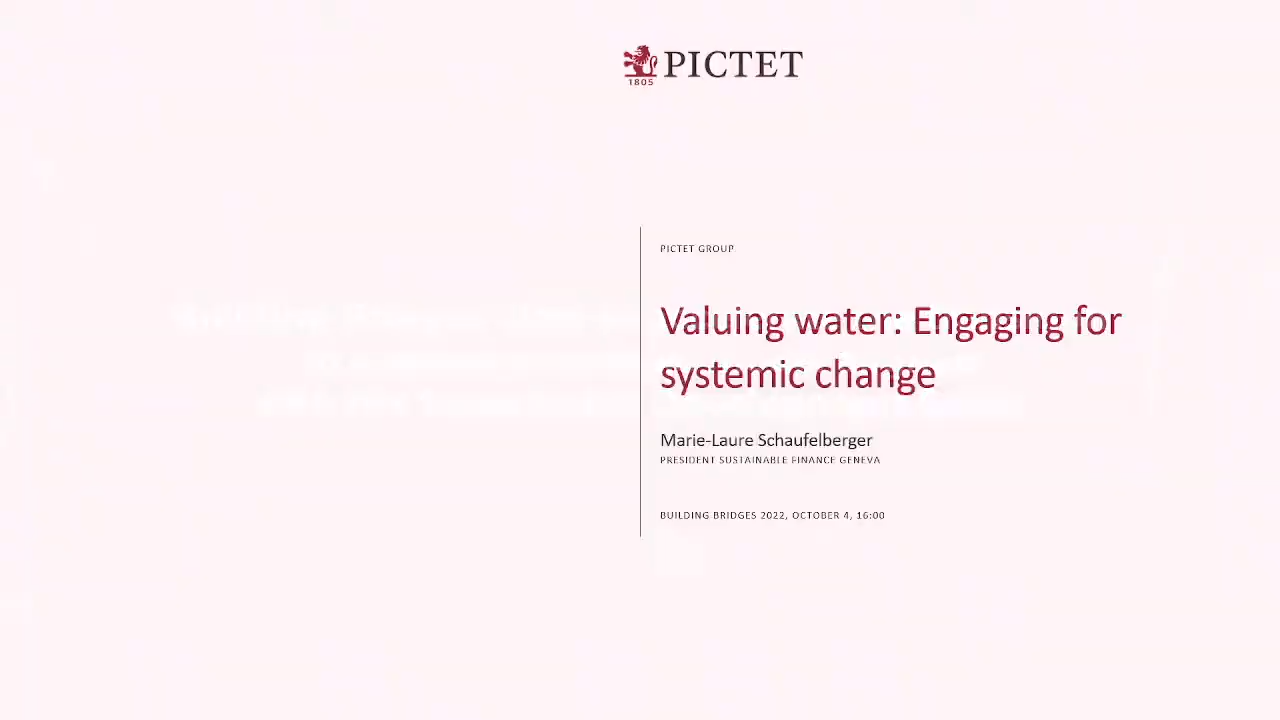 PICTET
1805
PICTET GROUP
Valuing water: Engaging for
systemic change
Marie-Laure Schaufelberger
PRESIDENT SUSTAINABLE FINANCE GENEVA
BUILDING BRIDGES 2022, OCTOBER 4, 16:00